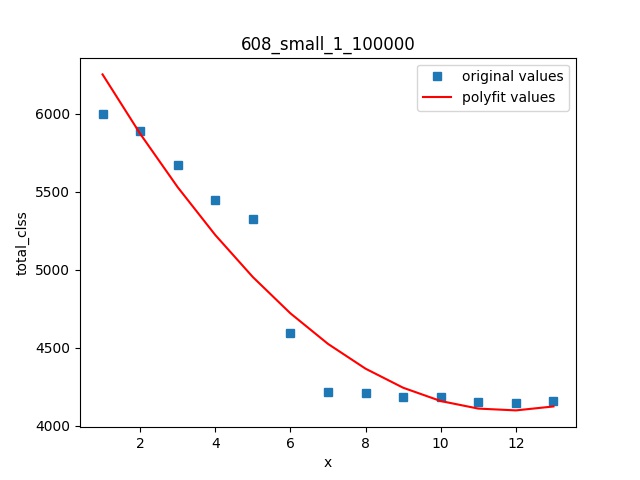 608_small_1_100000
original values
polyfit values
6000
5500
5000
4500
4000
total_clss
2 4 6 8 10 12
x